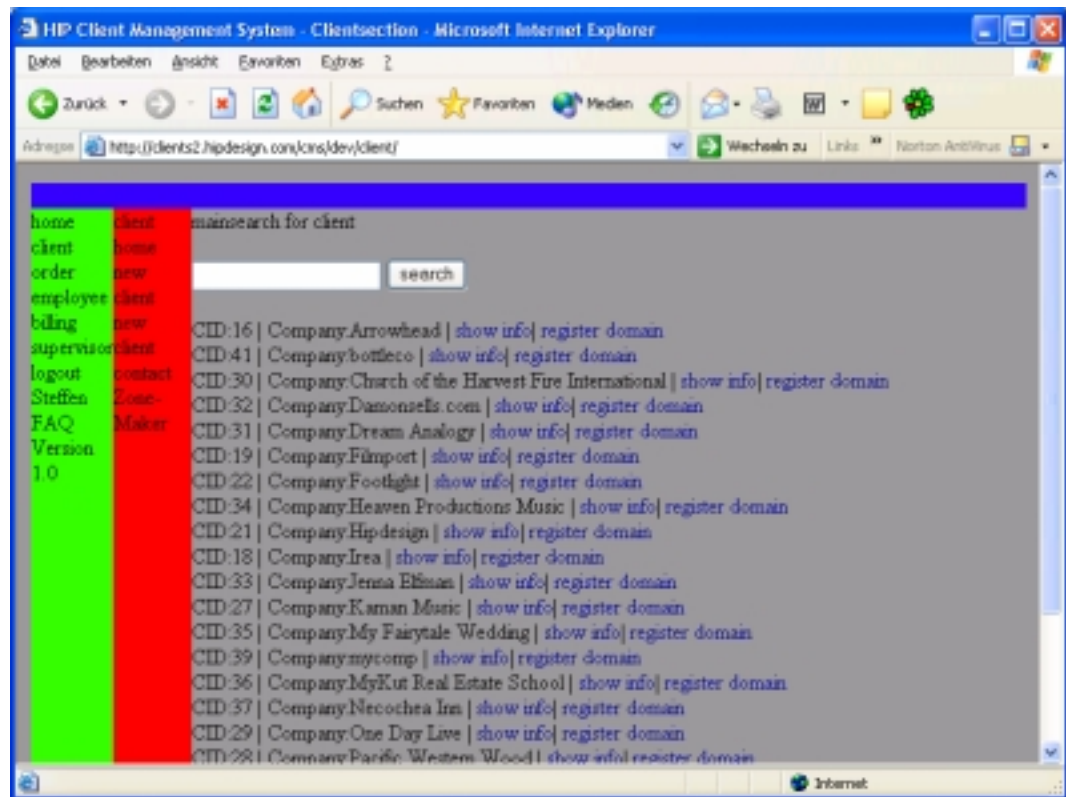 HIP Client Management System - Clientsection - Microsoft Internet Explorer
Datei Bearbeiten Ansicht Favoriten Extras ?
Zurück Suchen Favoriten Medien W
Adresse http://clients2.hipdesign.com/cms/dev/client/ Wechseln zu Links » Norton AntiVirus
home
client
order
employee
billing
supervisor
logout
Steffen
FAQ
Version
1.0
client
home
new
client
new
client
contact
Zone-
Maker
mainsearch for client
search
CID:16 | Company:Arrowhead | show info| register domain
CID:41 | Company:bottleco | show info| register domain
CID:30 | Company:Church of the Harvest Fire International | show info| register domain
CID:32 | Company:Damonsells.com | show info| register domain
CID:31 | Company:Dream Analogy | show info| register domain
CID:19 | Company:Filmport | show info| register domain
CID:22 | Company:Footlight | show info| register domain
CID:34 | Company:Heaven Productions Music | show info| register domain
CID:21 | Company:Hipdesign | show info| register domain
CID:18 | Company:Irea | show info| register domain
CID:33 | Company:Jenna Elfman | show info| register domain
CID:27 | Company:Kaman Music | show info| register domain
CID:35 | Company:My Fairytale Wedding | show info| register domain
CID:39 | Company:mycomp | show info| register domain
CID:36 | Company:MyKut Real Estate School | show info| register domain
CID:37 | Company:Necochea Inn | show info| register domain
CID:29 | Company:One Day Live | show info| register domain
CID:28 | Company:Pacific Western Wood | show info| register domain
Internet